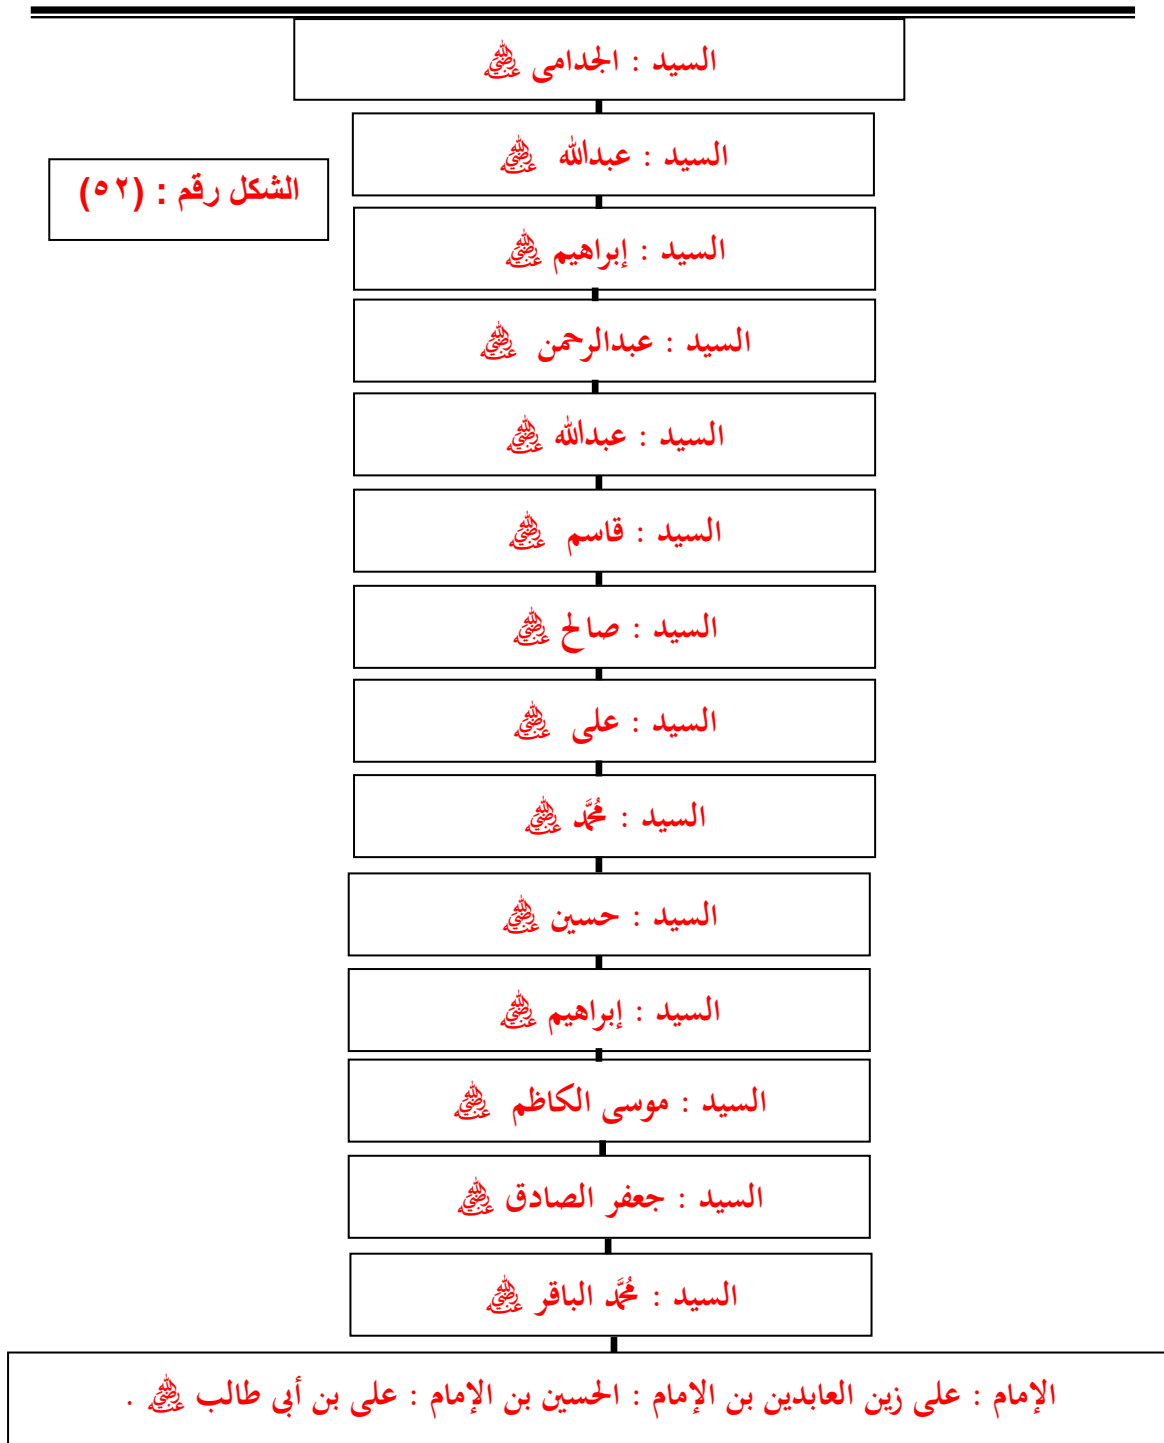 السيد : الجدامى رضي الله عنه
السيد : عبدالله رضي الله عنه
الشكل رقم : (٥٢)
السيد : إبراهيم رضي الله عنه
السيد : عبدالرحمن رضي الله عنه
السيد : عبدالله رضي الله عنه
السيد : قاسم رضي الله عنه
السيد : صالح رضي الله عنه
السيد : على رضي الله عنه
السيد : مُحَمَّد رضي الله عنه
السيد : حسين رضي الله عنه
السيد : إبراهيم رضي الله عنه
السيد : موسى الكاظم رضي الله عنه
السيد : جعفر الصادق رضي الله عنه
السيد : مُحَمَّد الباقر رضي الله عنه
الإمام : على زين العابدين بن الإمام : الحسين بن الإمام : على بن أبى طالب رضي الله عنه .